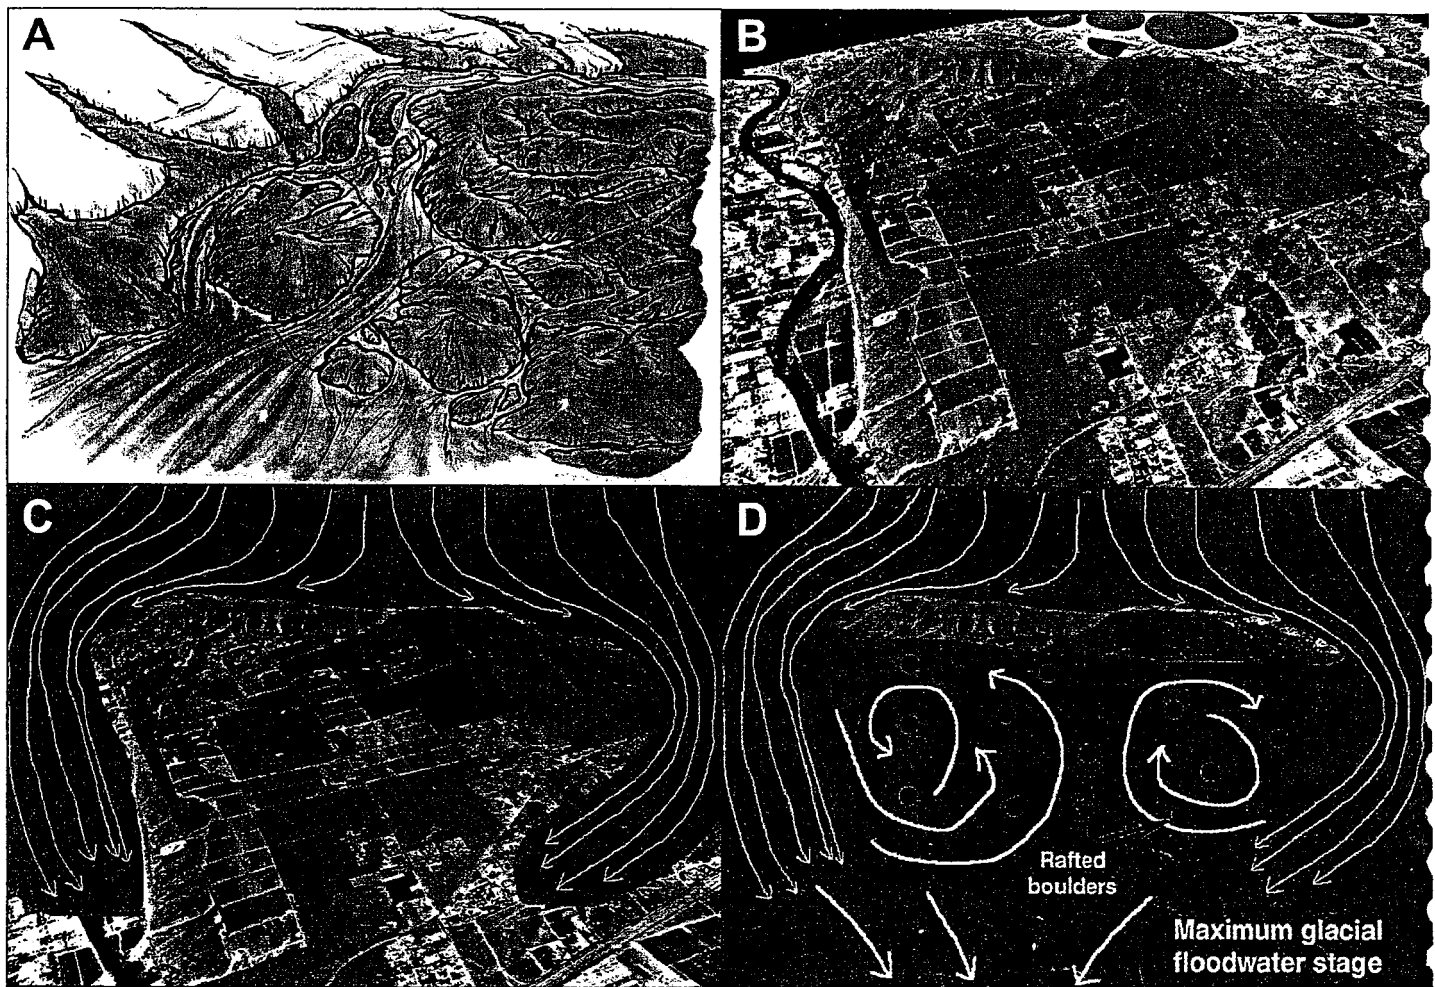 A
B
C
D
Rafted
boulders
Maximum glacial
floodwater stage